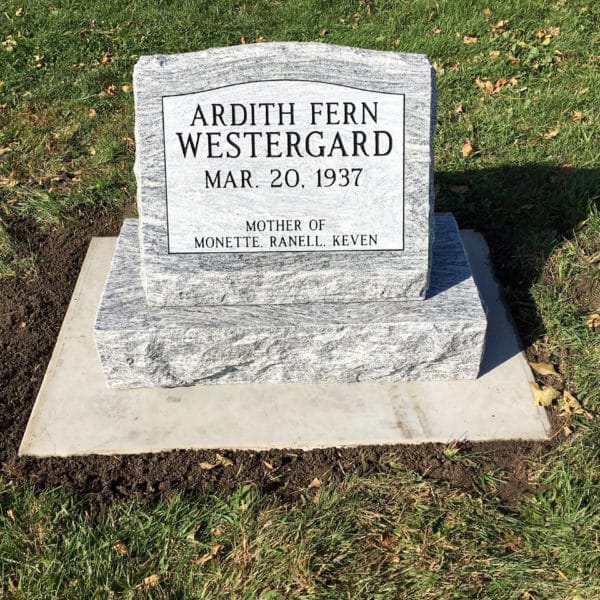 ARDITH FERN
WESTERGARD
MAR. 20, 1937
MOTHER OF
MONETTE, RANELL, KEVEN